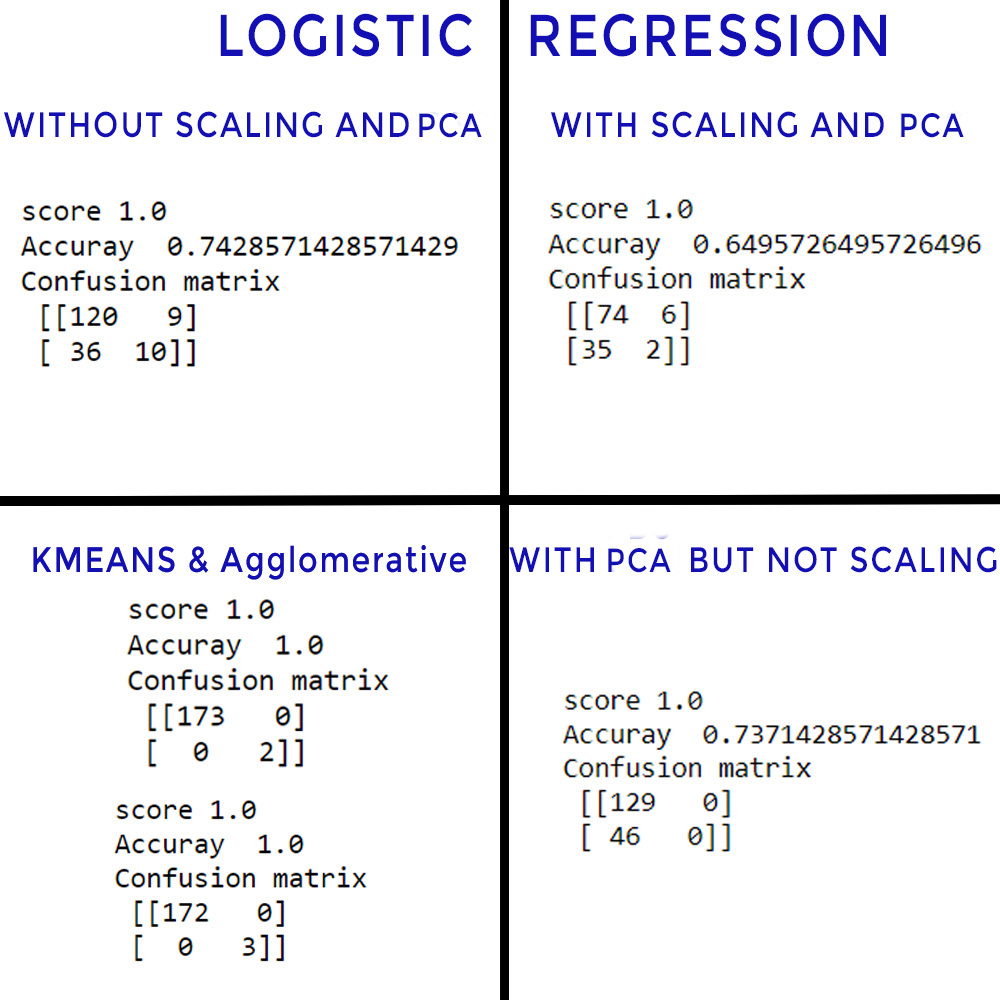 LOGISTIC REGRESSION
WITHOUT SCALING AND PCA
score 1.0
Accuray  0.7428571428571429
Confusion matrix
[[120   9]
[ 36  10]]
WITH SCALING AND PCA
score 1.0
Accuray  0.6495726495726496
Confusion matrix
[[74  6]
[35  2]]
KMEANS & Agglomerative
score 1.0
Accuray  1.0
Confusion matrix
[[173   0]
[  0   2]]
score 1.0
Accuray  1.0
Confusion matrix
[[172   0]
[  0   3]]
WITH PCA BUT NOT SCALING
score 1.0
Accuray  0.7371428571428571
Confusion matrix
[[129   0]
[ 46   0]]